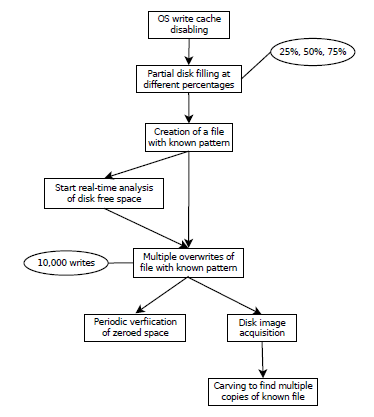 OS write cache
disabling
25%, 50%, 75%
Partial disk filling at
different percentages
Creation of a file
with known pattern
Start real-time analysis
of disk free space
10,000 writes
Multiple overwrites of
file with known pattern
Periodic verfiication
of zeroed space
Disk image
acquisition
Carving to find multiple
copies of known file